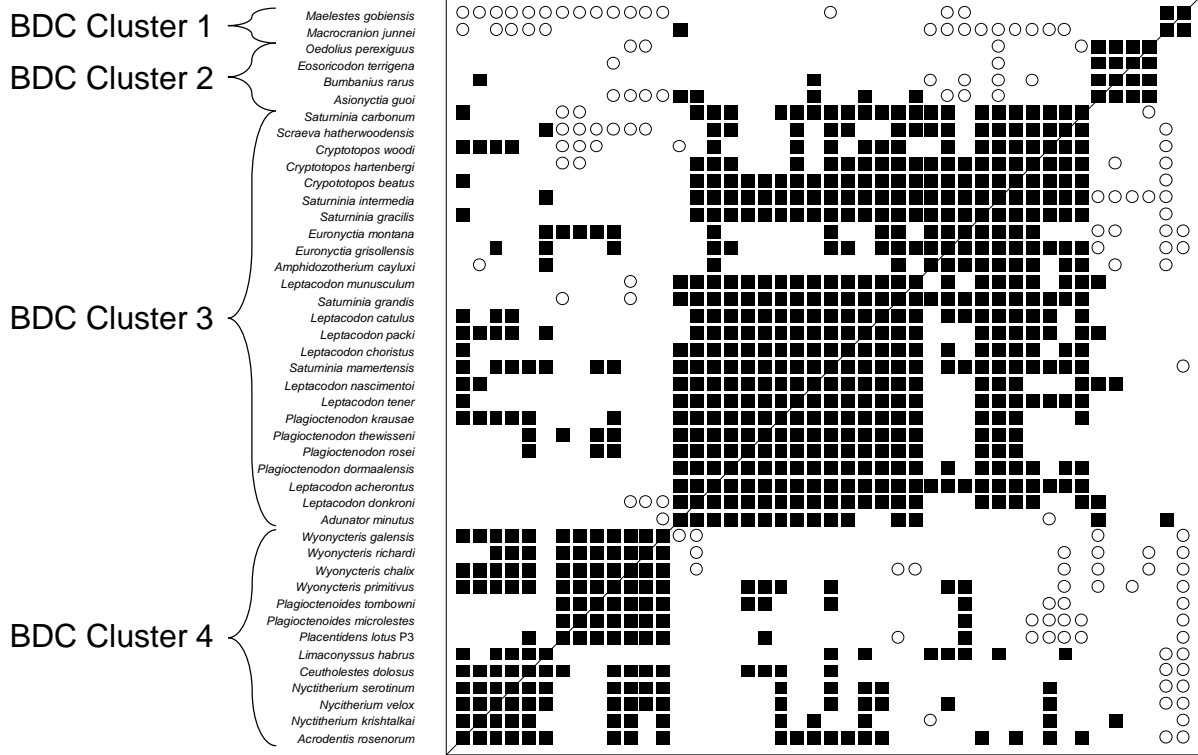 BDC Cluster 1
Maelestes gobiensis
Macrocranion junnei
BDC Cluster 2
Oedolius perexiguus
Eosoricodon terrigena
Bumbanius rarus
Asionyctia guoi
BDC Cluster 3
Saturninia carbonum
Scraeva hatherwoodensis
Cryptotopos woodi
Cryptotopos hartenbergi
Crypototopos beatus
Saturninia intermedia
Saturninia gracilis
Euronyctia montana
Euronyctia grisollensis
Amphidozotherium cayluxi
Leptacodon munusculum
Saturninia grandis
Leptacodon catulus
Leptacodon packi
Leptacodon choristus
Saturninia mamertensis
Leptacodon nascimentoi
Leptacodon tener
Plagioctenodon krausae
Plagioctenodon thewisseni
Plagioctenodon rosei
Plagioctenodon dormaalensis
Leptacodon acherontus
Leptacodon donkroni
Adunator minutus
BDC Cluster 4
Wyonycteris galensis
Wyonycteris richardi
Wyonycteris chalix
Wyonycteris primitivus
Plagioctenoides tombowni
Plagioctenoides microlestes
Placentidens lotus P3
Limaconyssus habrus
Ceutholestes dolosus
Nyctitherium serotinum
Nycitherium velox
Nyctitherium krishtalkai
Acrodentis rosenorum